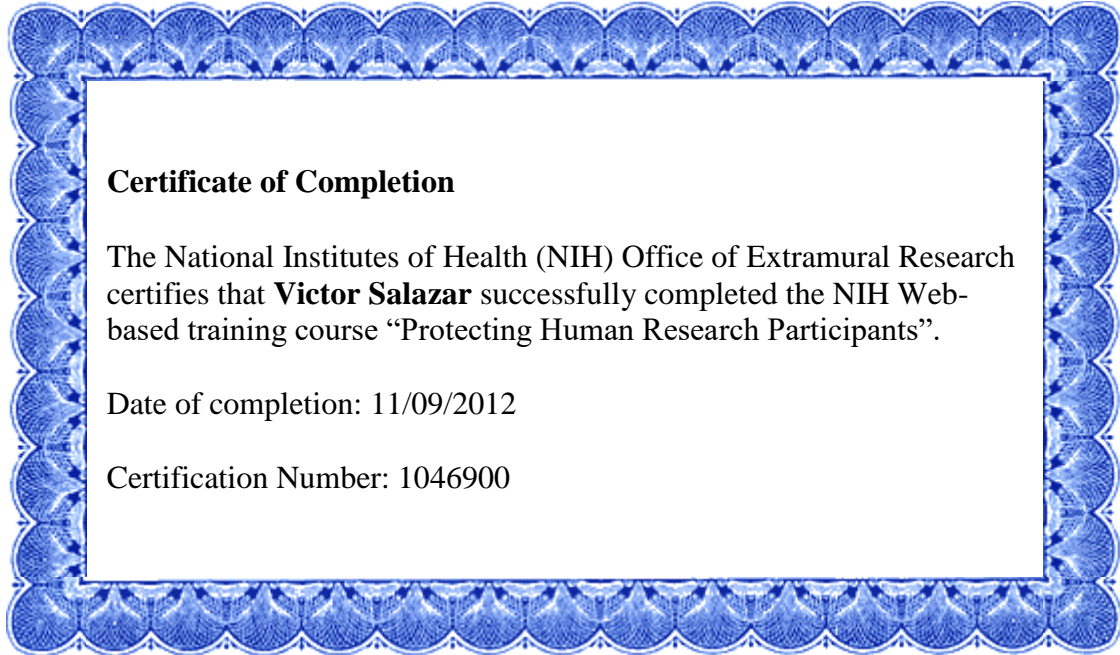 Certificate of Completion
The National Institutes of Health (NIH) Office of Extramural Research
certifies that Victor Salazar successfully completed the NIH Web-
based training course “Protecting Human Research Participants”.
Date of completion: 11/09/2012
Certification Number: 1046900